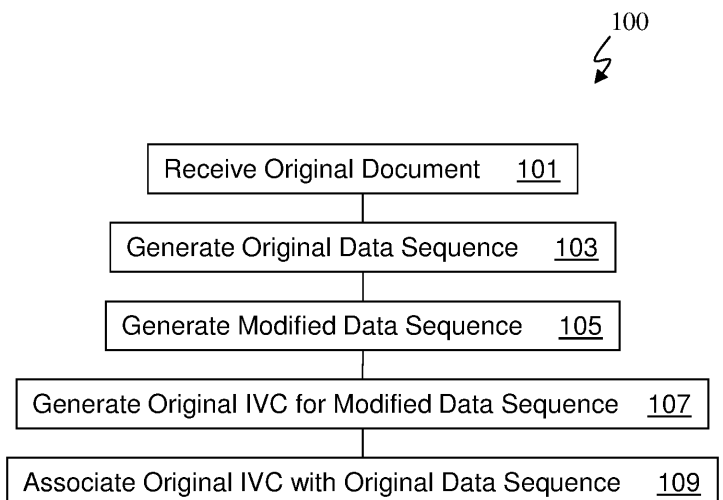 100
Receive Original Document 101
Generate Original Data Sequence 103
Generate Modified Data Sequence 105
Generate Original IVC for Modified Data Sequence 107
Associate Original IVC with Original Data Sequence 109